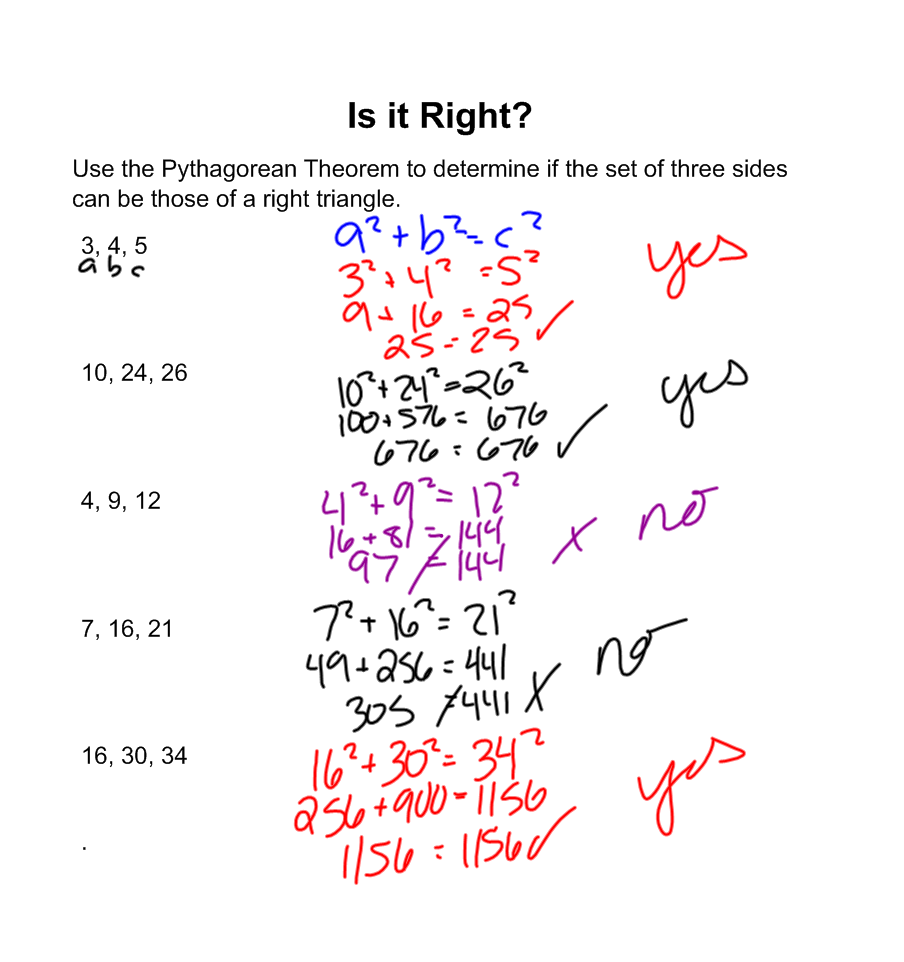 Is it Right?
Use the Pythagorean Theorem to determine if the set of three sides
can be those of a right triangle.
3, 4, 5
a b c
a² + b² = c²
3² + 4² = 5²
9 + 16 = 25
25 = 25 ✓
yes
10, 24, 26
10² + 24² = 26²
100 + 576 = 676
676 = 676 ✓
yes
4, 9, 12
4² + 9² = 12²
16 + 81 = 144
97 ≠ 144 x
no
7, 16, 21
7² + 16² = 21²
49 + 256 = 441
305 ≠ 441 x
no
16, 30, 34
16² + 30² = 34²
256 + 900 = 1156
1156 = 1156 ✓
yes
.